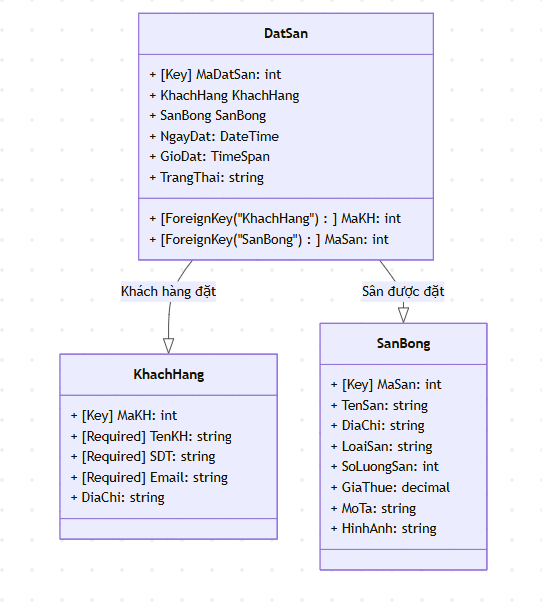 DatSan
+ [Key] MaDatSan: int
+ KhachHang KhachHang
+ SanBong SanBong
+ NgayDat: DateTime
+ GioDat: TimeSpan
+ TrangThai: string
+ [ForeignKey("KhachHang") : ] MaKH: int
+ [ForeignKey("SanBong") : ] MaSan: int
Khách hàng đặt
Sân được đặt
KhachHang
+ [Key] MaKH: int
+ [Required] TenKH: string
+ [Required] SDT: string
+ [Required] Email: string
+ DiaChi: string
SanBong
+ [Key] MaSan: int
+ TenSan: string
+ DiaChi: string
+ LoaiSan: string
+ SoLuongSan: int
+ GiaThue: decimal
+ MoTa: string
+ HinhAnh: string